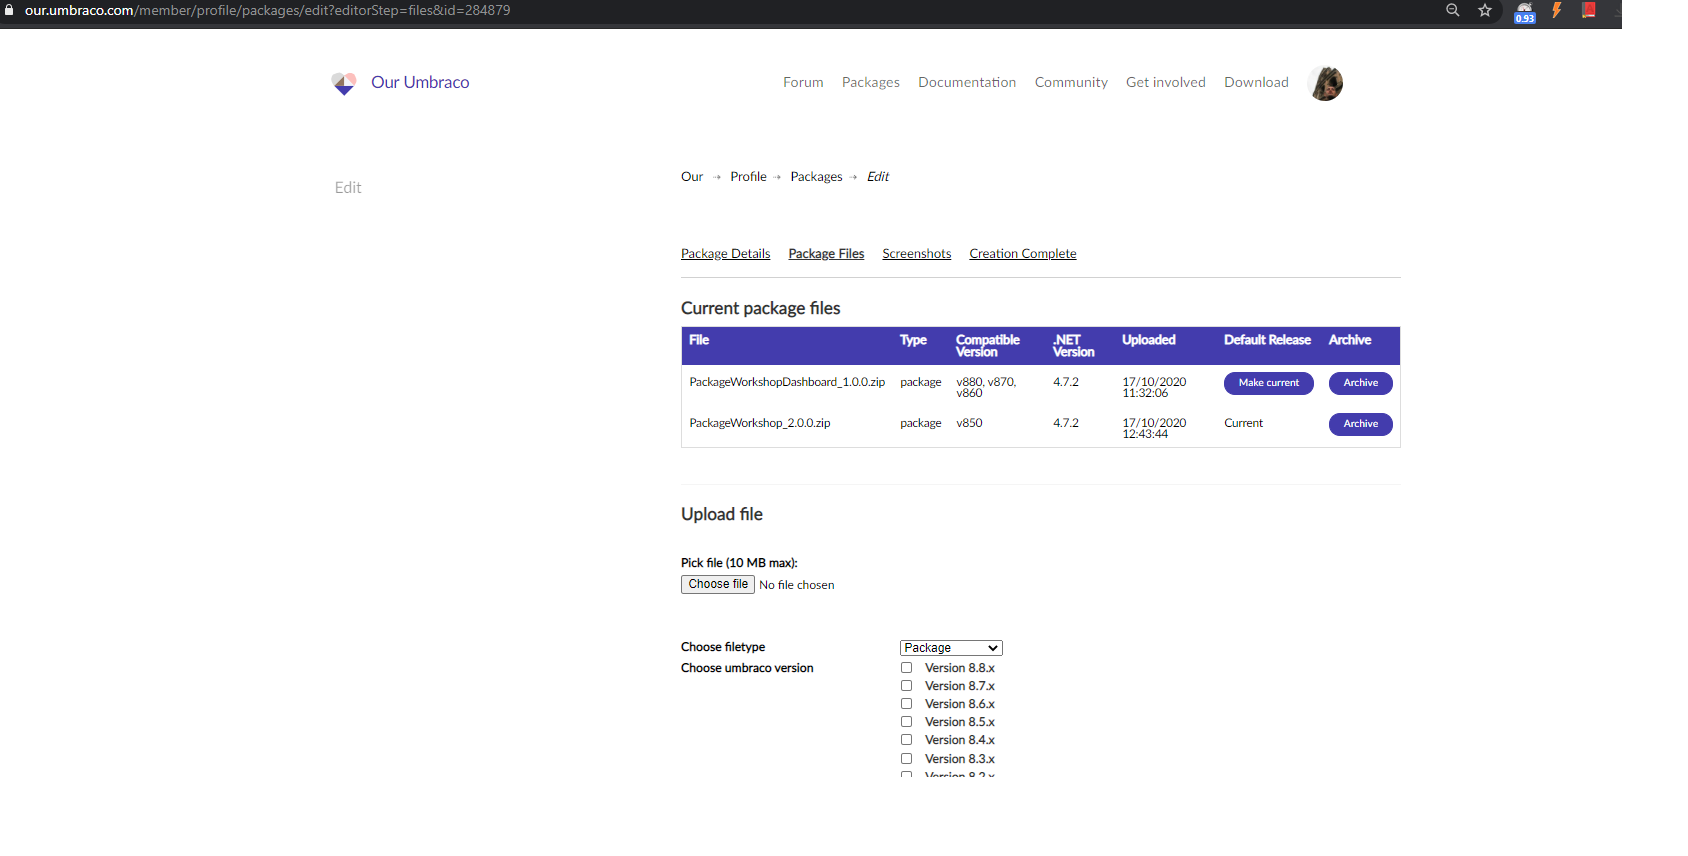 our.umbraco.com/member/profile/packages/edit?editorStep=files&id=284879
0.93
Our Umbraco
Forum Packages Documentation Community Get involved Download
Edit
Our → Profile → Packages → Edit
Package Details Package Files Screenshots Creation Complete
Current package files
File Type Compatible Version .NET Version Uploaded Default Release Archive
PackageWorkshopDashboard_1.0.0.zip package v880, v870, v860 4.7.2 17/10/2020 11:32:06 Make current Archive
PackageWorkshop_2.0.0.zip package v850 4.7.2 17/10/2020 12:43:44 Current Archive
Upload file
Pick file (10 MB max):
Choose file No file chosen
Choose filetype Package
Choose umbraco version Version 8.8.x
Version 8.7.x
Version 8.6.x
Version 8.5.x
Version 8.4.x
Version 8.3.x
Version 8.2.x